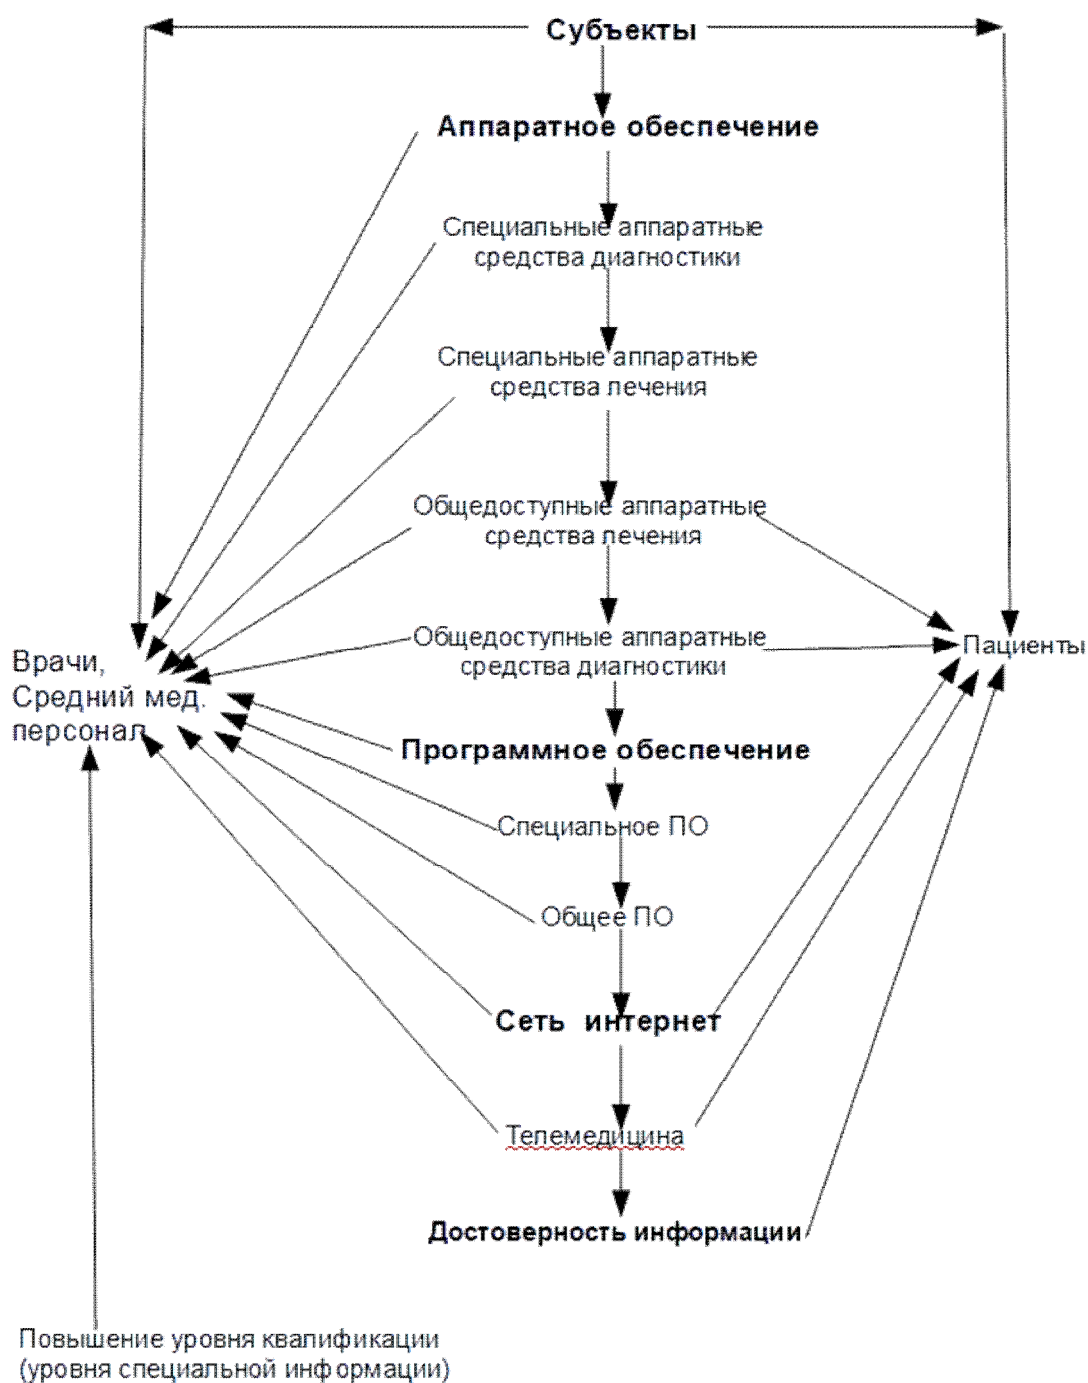 Субъекты
Аппаратное обеспечение
Специальные аппаратные
средства диагностики
Специальные аппаратные
средства лечения
Общедоступные аппаратные
средства лечения
Общедоступные аппаратные
средства диагностики
Врачи,
Средний мед.
персонал
Пациенты
Программное обеспечение
Специальное ПО
Общее ПО
Сеть интернет
Телемедицина
Достоверность информации
Повышение уровня квалификации
(уровня специальной информации)